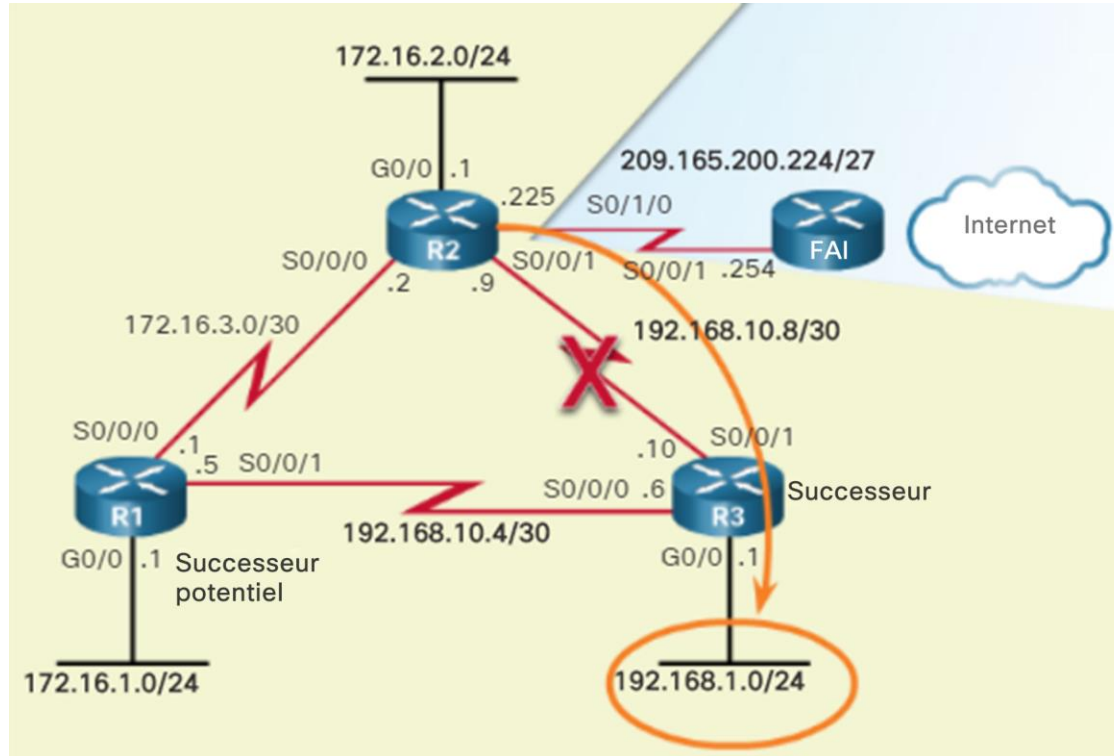 172.16.2.0/24
G0/0 .1
209.165.200.224/27
.225
S0/1/0
Internet
R2
FAI
S0/0/0
.2
.9
S0/0/1
S0/0/1 .254
172.16.3.0/30
192.168.10.8/30
X
S0/0/0
.1
.5
S0/0/1
.10
S0/0/1
S0/0/0 .6
Successeur
R1
R3
192.168.10.4/30
G0/0 .1
Successeur
potentiel
G0/0 .1
172.16.1.0/24
192.168.1.0/24